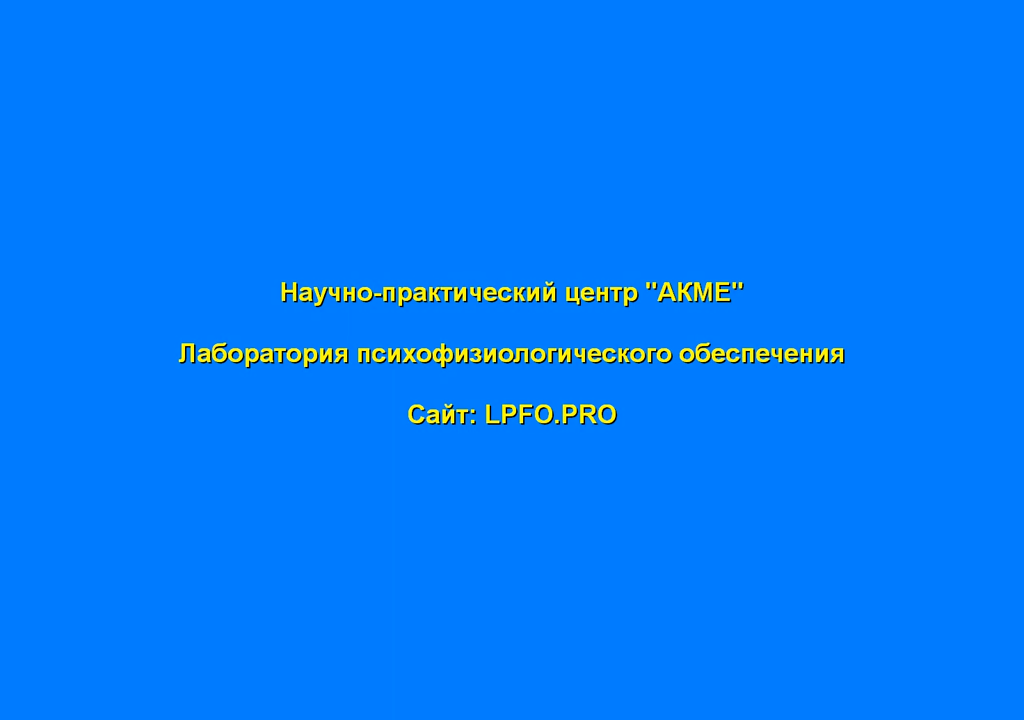 Научно-практический центр "АКМЕ"
Лаборатория психофизиологического обеспечения
Сайт: LPFO.PRO